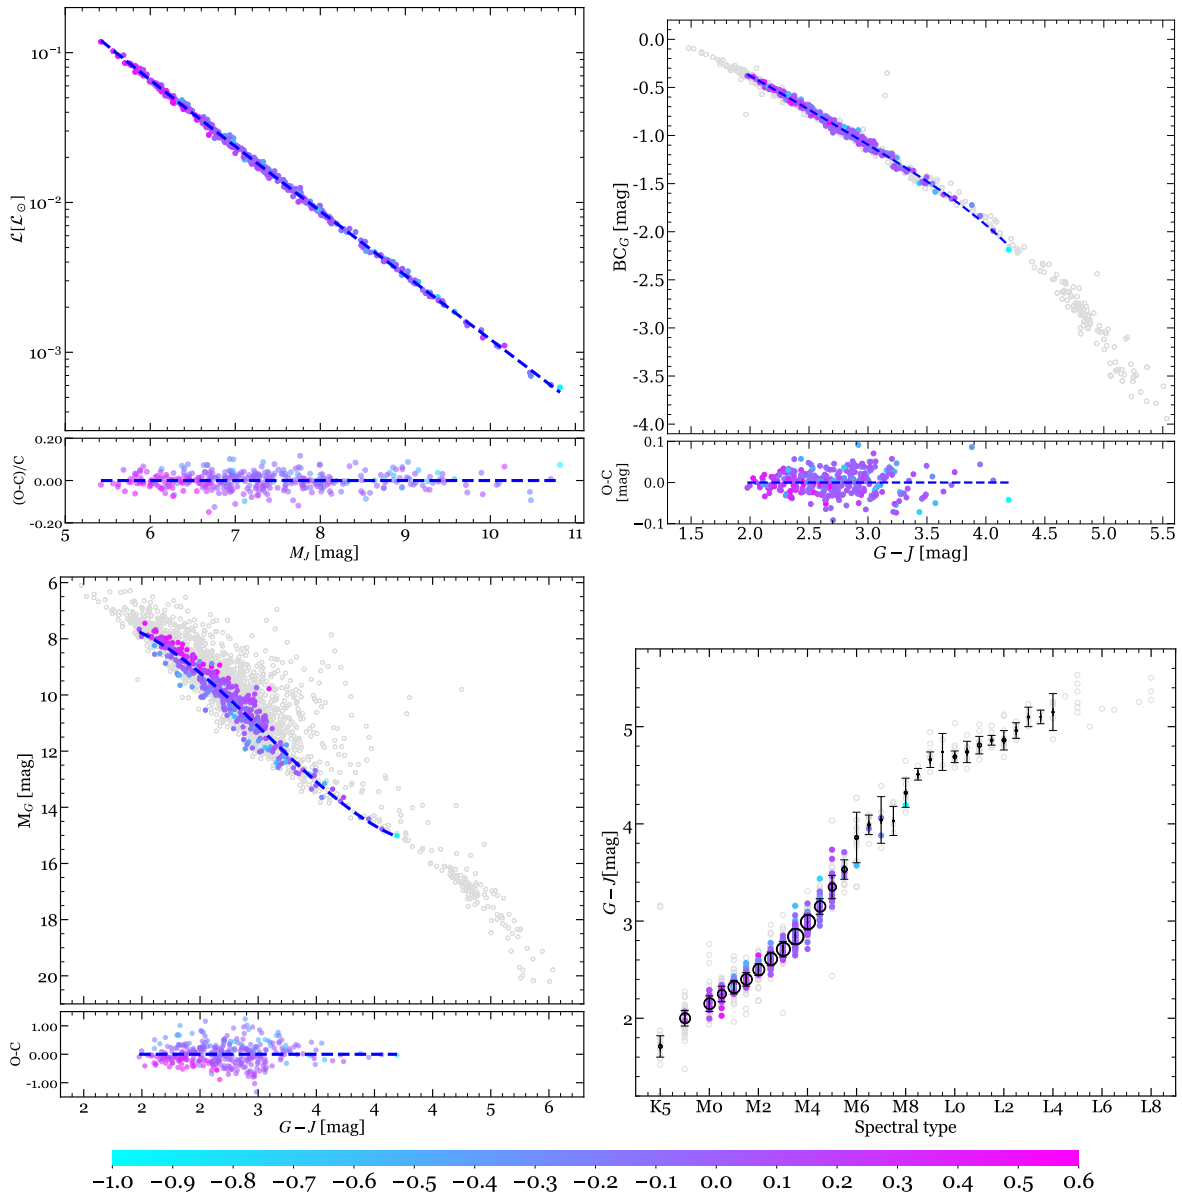 10⁻¹
10⁻²
10⁻³
ℒ[ℒ☉]
0.20
0.00
−0.20
(O-C)/C
5 6 7 8 9 10 11
M_J [mag]
0.0
-0.5
-1.0
-1.5
-2.0
-2.5
-3.0
-3.5
-4.0
BC_G [mag]
0.1
0.0
−0.1
O-C
[mag]
1.5 2.0 2.5 3.0 3.5 4.0 4.5 5.0 5.5
G − J [mag]
6
8
10
12
14
16
18
20
M_G [mag]
1.00
0.00
-1.00
O-C
2 2 2 3 3 4 4 5 6
G − J [mag]
5
4
3
2
G − J[mag]
K5 M0 M2 M4 M6 M8 L0 L2 L4 L6 L8
Spectral type
-1.0 −0.9 −0.8 −0.7 −0.6 −0.5 −0.4 −0.3 −0.2 −0.1 0.0 0.1 0.2 0.3 0.4 0.5 0.6